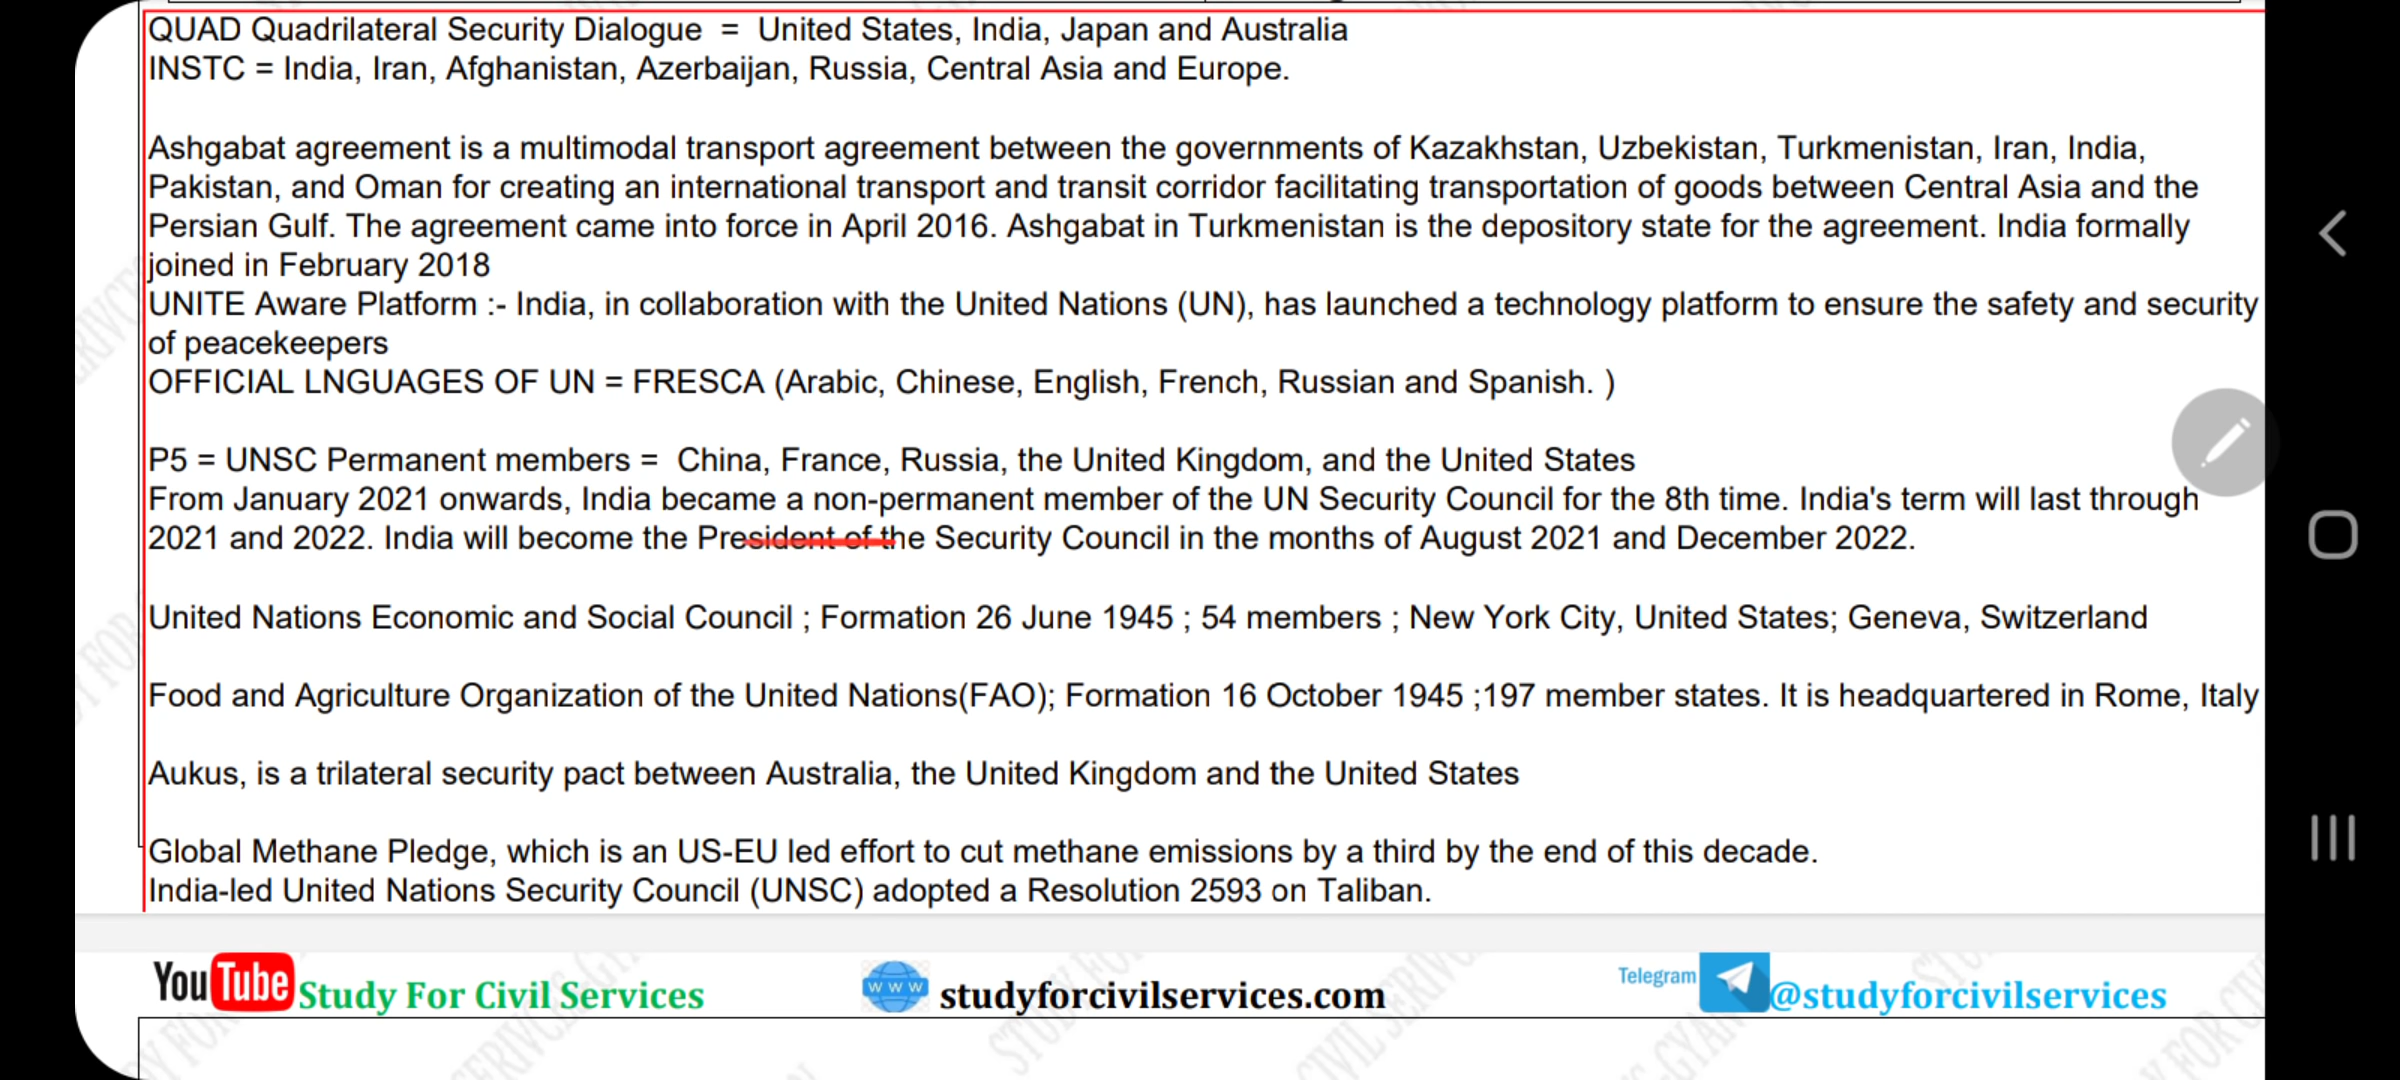 QUAD Quadrilateral Security Dialogue = United States, India, Japan and Australia
INSTC = India, Iran, Afghanistan, Azerbaijan, Russia, Central Asia and Europe.
Ashgabat agreement is a multimodal transport agreement between the governments of Kazakhstan, Uzbekistan, Turkmenistan, Iran, India,
Pakistan, and Oman for creating an international transport and transit corridor facilitating transportation of goods between Central Asia and the
Persian Gulf. The agreement came into force in April 2016. Ashgabat in Turkmenistan is the depository state for the agreement. India formally
joined in February 2018
UNITE Aware Platform :- India, in collaboration with the United Nations (UN), has launched a technology platform to ensure the safety and security
of peacekeepers
OFFICIAL LNGUAGES OF UN = FRESCA (Arabic, Chinese, English, French, Russian and Spanish. )
P5 = UNSC Permanent members = China, France, Russia, the United Kingdom, and the United States
From January 2021 onwards, India became a non-permanent member of the UN Security Council for the 8th time. India's term will last through
2021 and 2022. India will become the President of the Security Council in the months of August 2021 and December 2022.
United Nations Economic and Social Council ; Formation 26 June 1945 ; 54 members ; New York City, United States; Geneva, Switzerland
Food and Agriculture Organization of the United Nations(FAO); Formation 16 October 1945 ;197 member states. It is headquartered in Rome, Italy
Aukus, is a trilateral security pact between Australia, the United Kingdom and the United States
Global Methane Pledge, which is an US-EU led effort to cut methane emissions by a third by the end of this decade.
India-led United Nations Security Council (UNSC) adopted a Resolution 2593 on Taliban.
YouTube Study For Civil Services WWW studyforcivilservices.com Telegram @studyforcivilservices